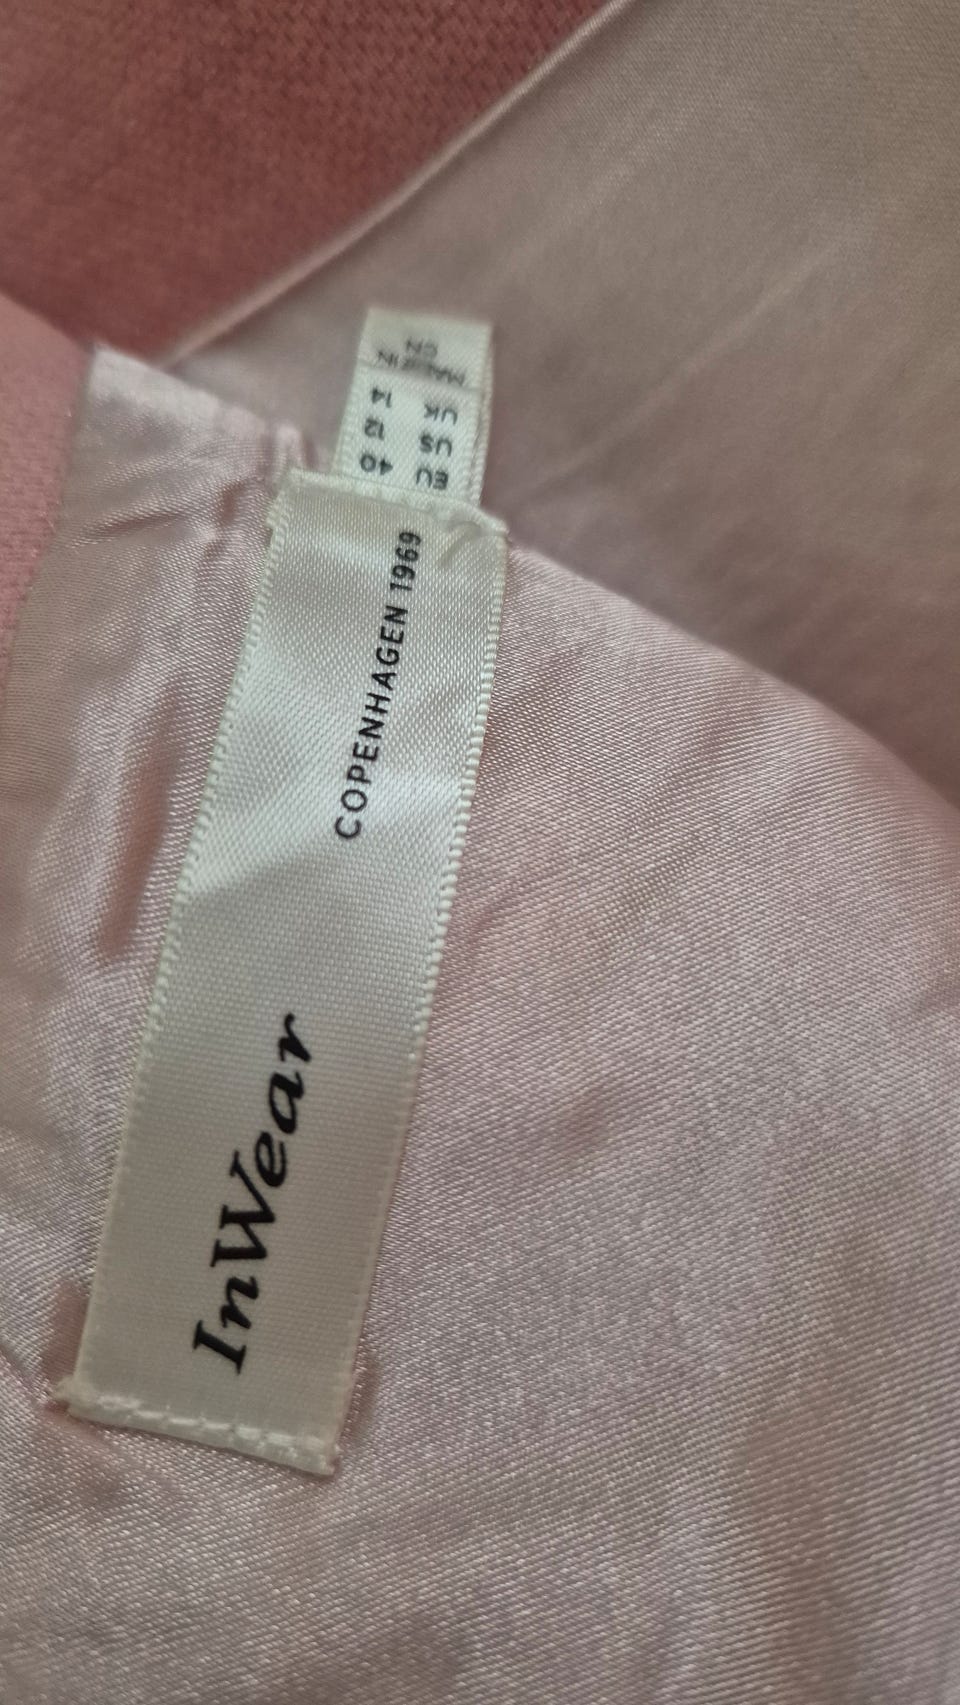 InWear
COPENHAGEN 1969
EU 40
US 12
UK 14
MADE IN
CN